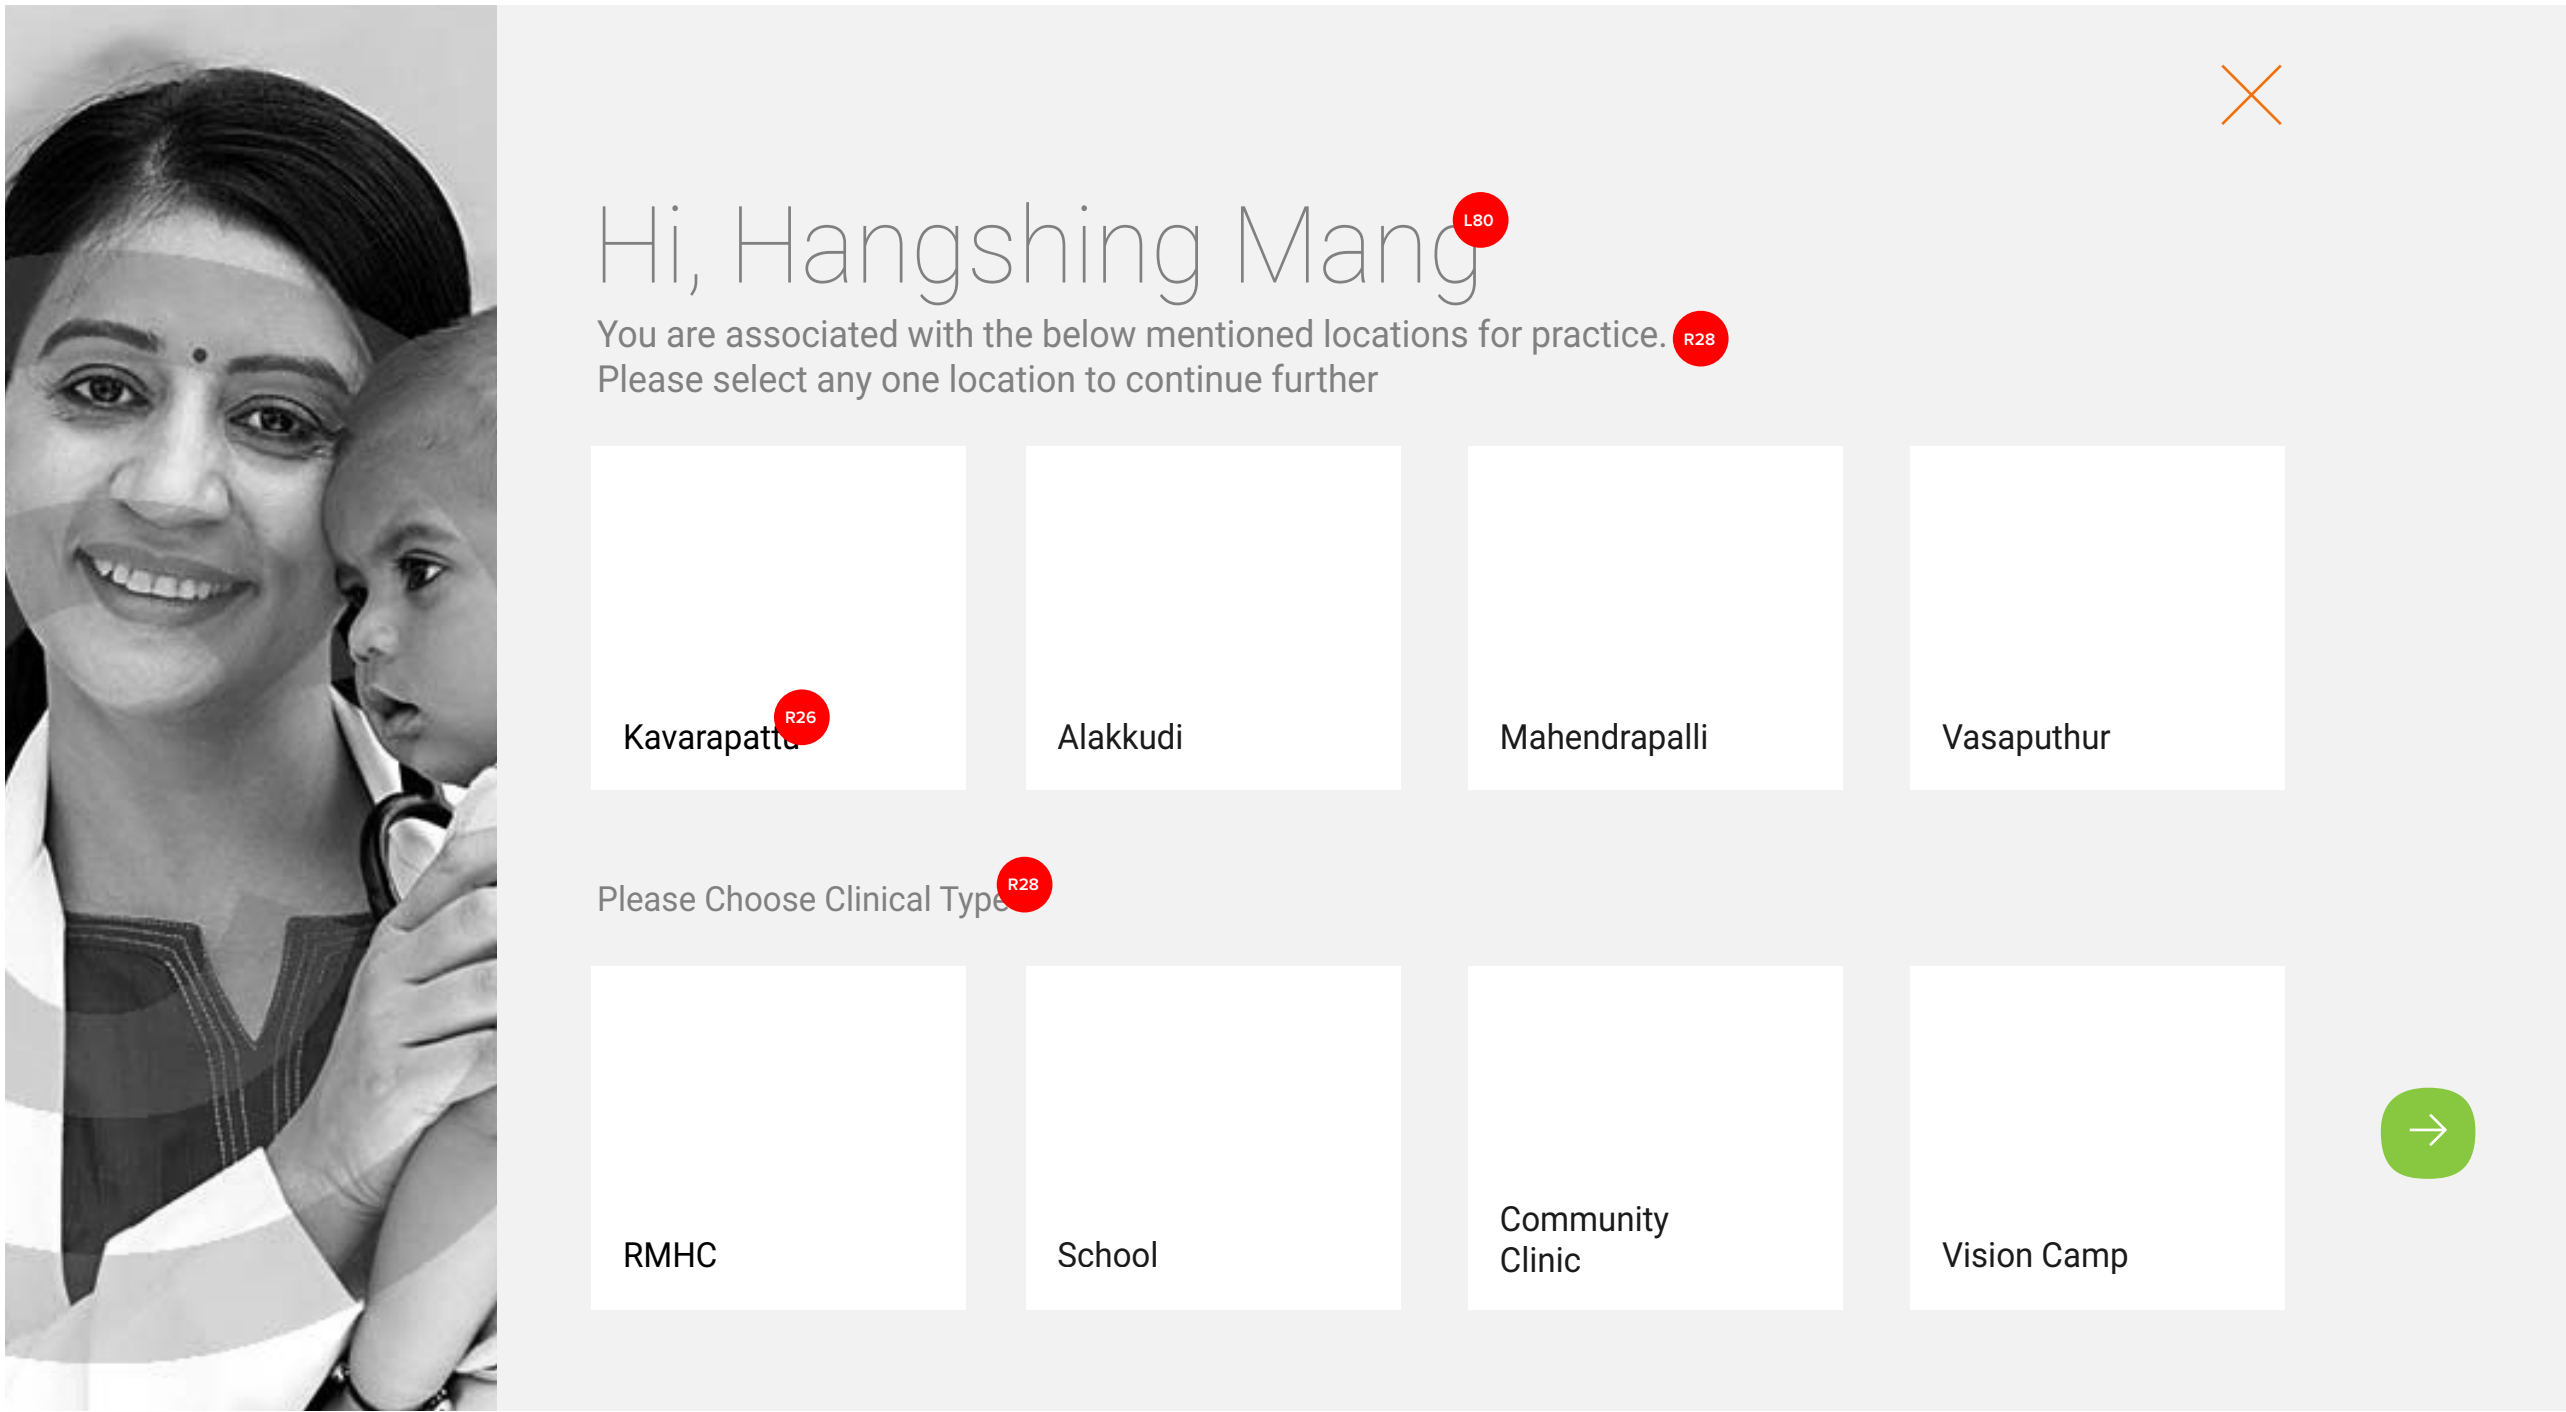 Hi, Hangshing Mang
L80
You are associated with the below mentioned locations for practice.
R28
Please select any one location to continue further
Kavarapattu
R26
Alakkudi
Mahendrapalli
Vasaputhur
Please Choose Clinical Type
R28
RMHC
School
Community
Clinic
Vision Camp